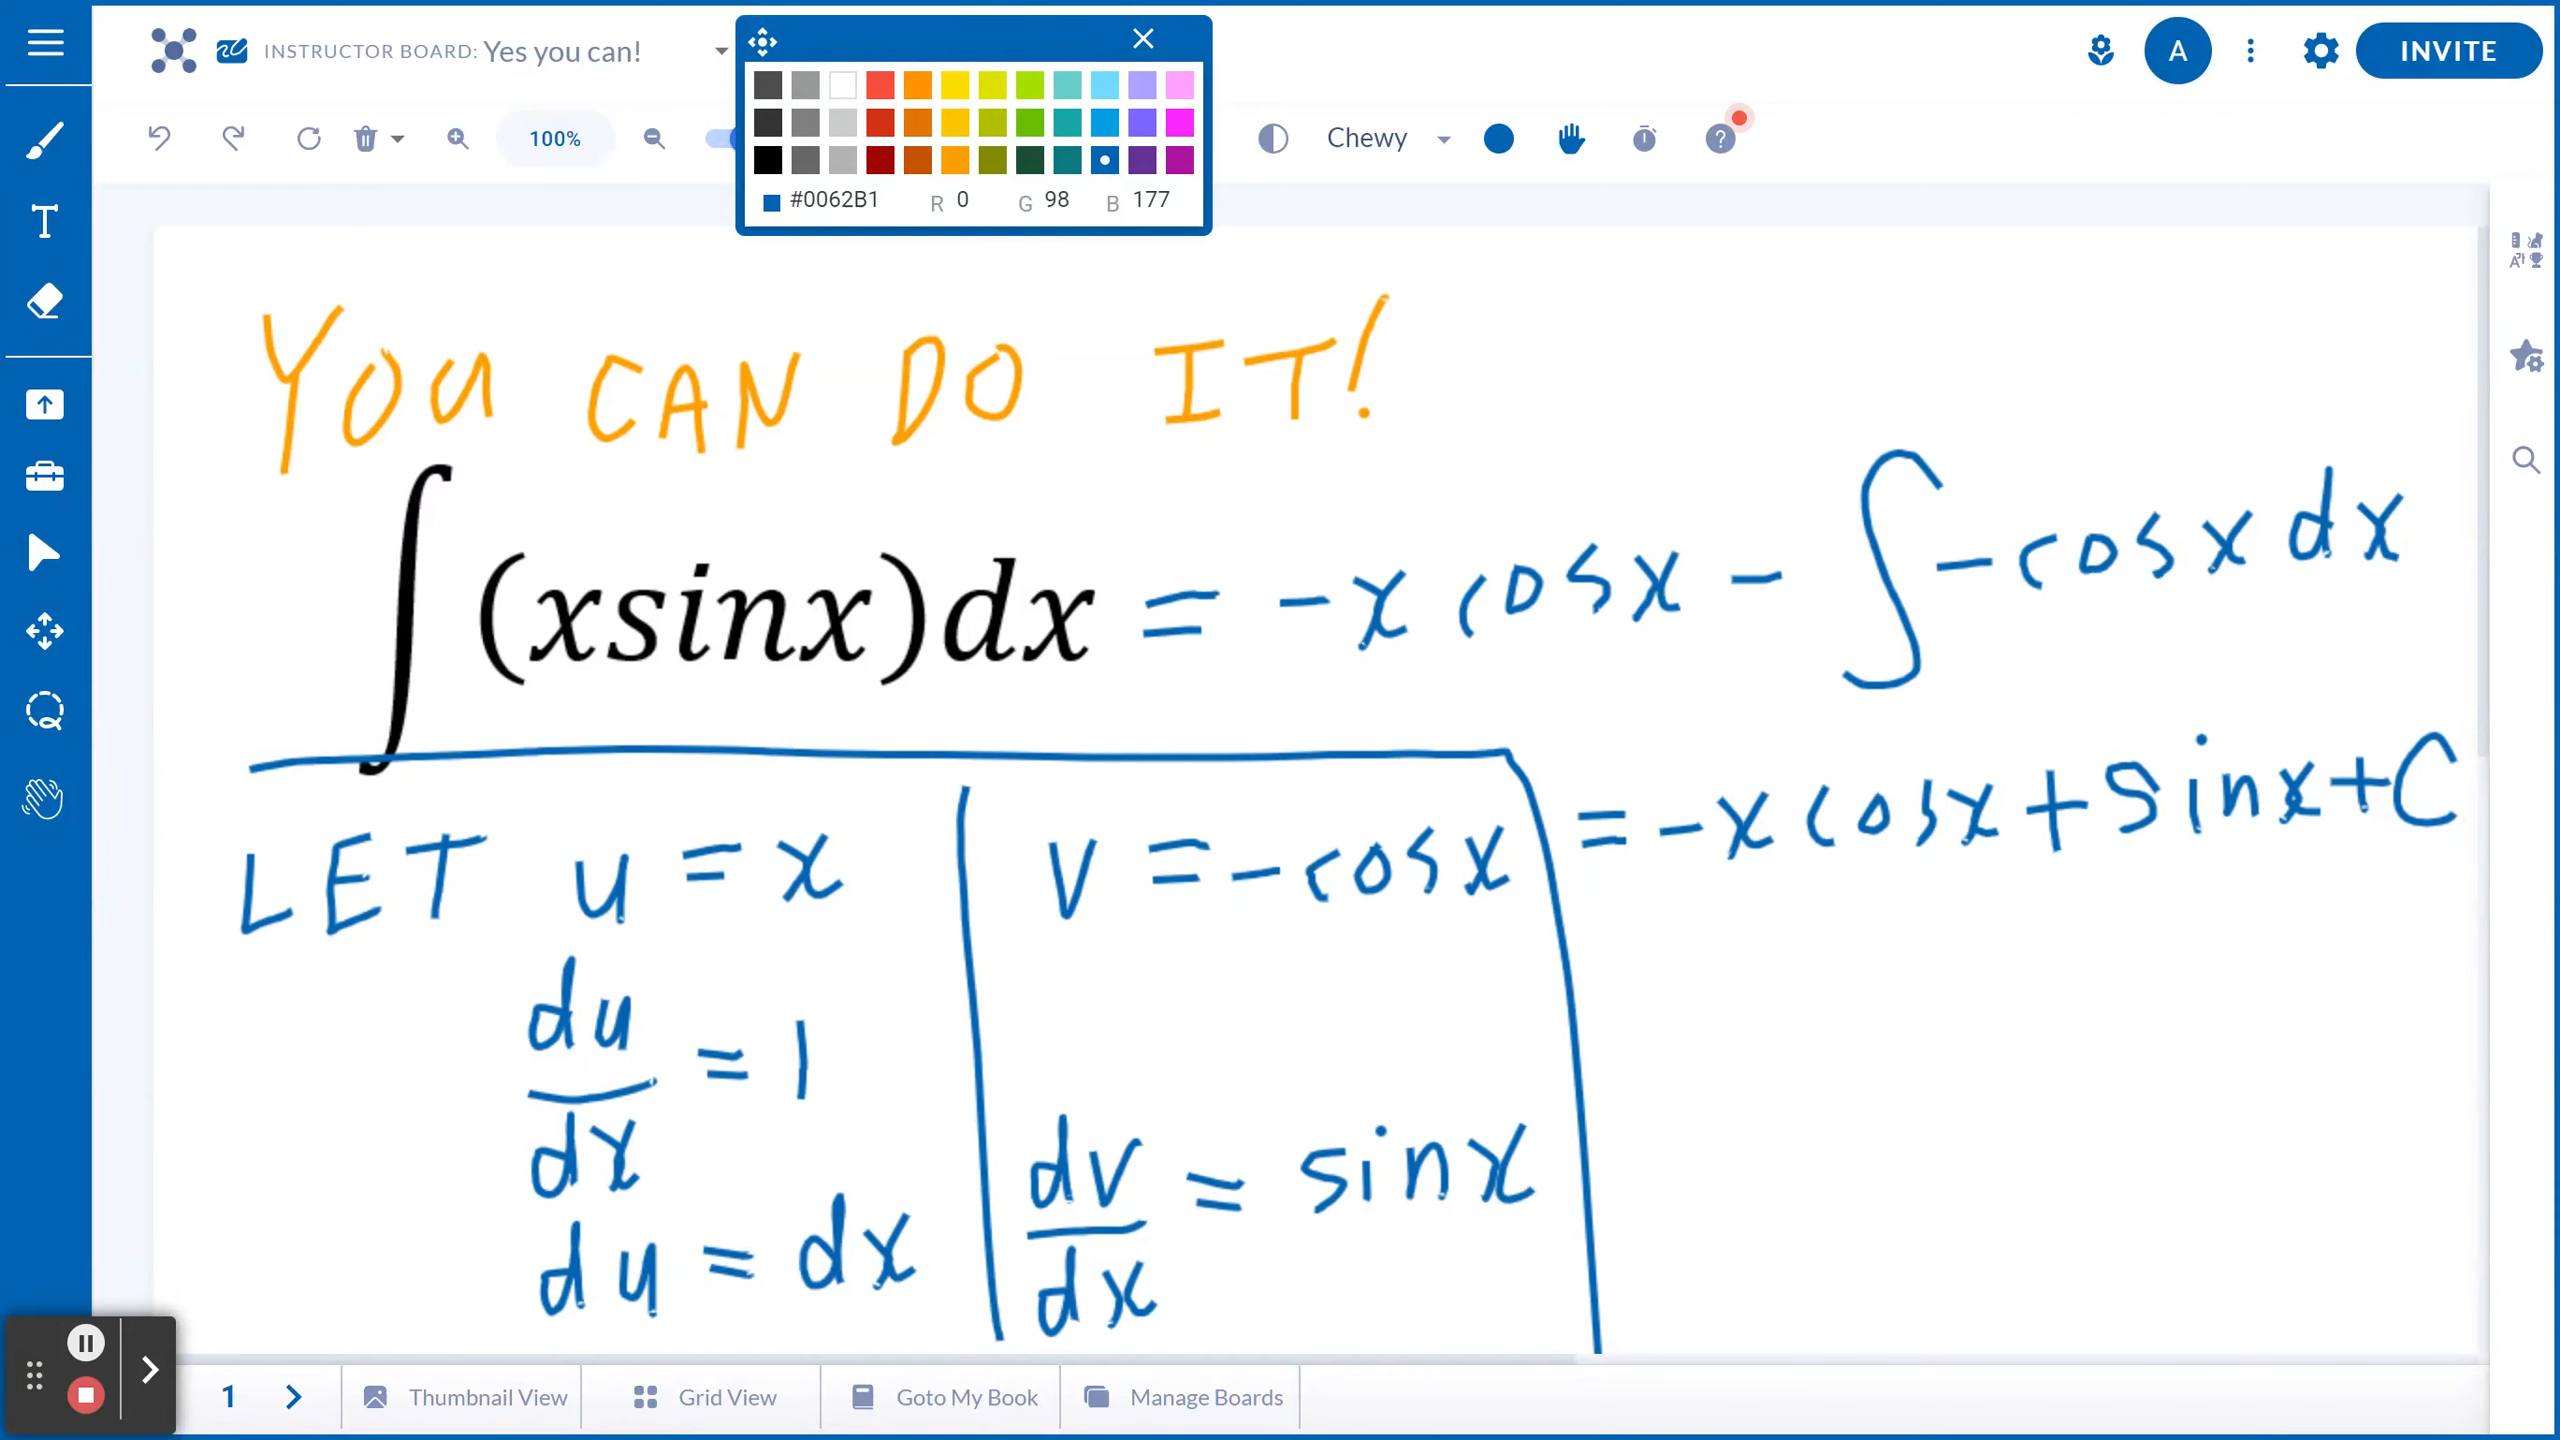 INSTRUCTOR BOARD: Yes you can!
A
INVITE
100%
Chewy
?
#0062B1 R 0 G 98 B 177
T
YOU CAN DO IT!
∫(xsinx)dx = -x cosx - ∫-cosx dx
= -x cosx + sinx + C
LET u = x
du/dx = 1
du = dx
v = -cosx
dv/dx = sinx
1
Thumbnail View
Grid View
Goto My Book
Manage Boards